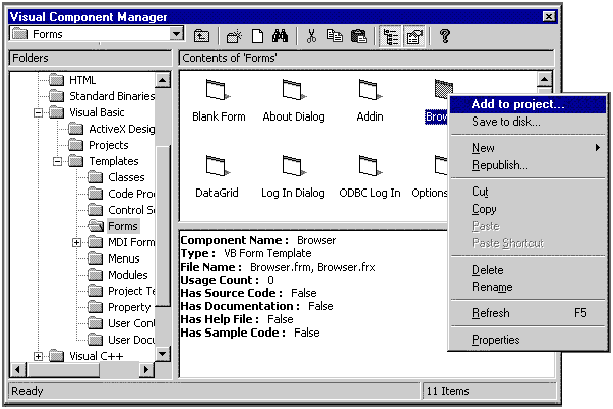 Visual Component Manager
Forms
Folders
Contents of 'Forms'
HTML
Standard Binaries
Visual Basic
ActiveX Desig
Projects
Templates
Classes
Code Proc
Control Se
Forms
MDI Form
Menus
Modules
Project Te
Property
User Cont
User Docu
Visual C++
Blank Form
About Dialog
Addin
Brow
DataGrid
Log In Dialog
ODBC Log In
Options
Component Name : Browser
Type : VB Form Template
File Name : Browser.frm, Browser.frx
Usage Count : 0
Has Source Code : False
Has Documentation : False
Has Help File : False
Has Sample Code : False
Add to project...
Save to disk...
New
Republish...
Cut
Copy
Paste
Paste Shortcut
Delete
Rename
Refresh F5
Properties
Ready
11 Items